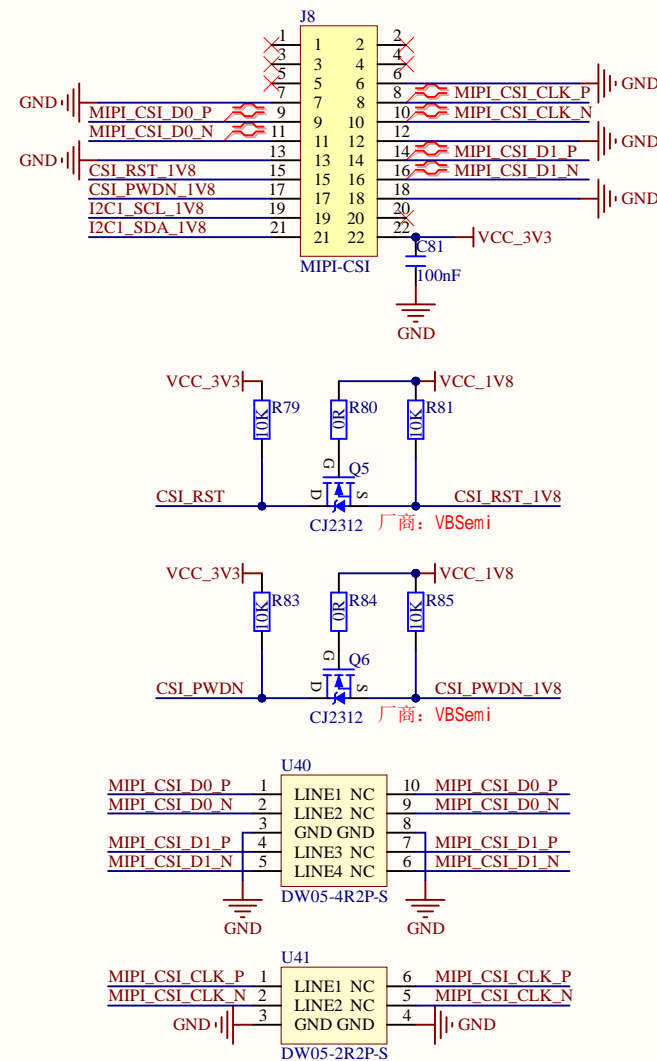 J8
1 1 2 2
3 3 4 4
5 5 6 6 GND
GND 7 7 8 8 MIPI_CSI_CLK_P
MIPI_CSI_D0_P 9 9 10 10 MIPI_CSI_CLK_N
MIPI_CSI_D0_N 11 11 12 12 GND
GND 13 13 14 14 MIPI_CSI_D1_P
CSI_RST_1V8 15 15 16 16 MIPI_CSI_D1_N
CSI_PWDN_1V8 17 17 18 18 GND
I2C1_SCL_1V8 19 19 20 20
I2C1_SDA_1V8 21 21 22 22 VCC_3V3
MIPI-CSI
C81
100nF
GND
VCC_3V3 VCC_1V8
R79 R80 R81
10K 0R 10K
G Q5
CSI_RST D S CSI_RST_1V8
CJ2312 厂商：VBSemi
VCC_3V3 VCC_1V8
R83 R84 R85
10K 0R 10K
G Q6
CSI_PWDN D S CSI_PWDN_1V8
CJ2312 厂商：VBSemi
U40
MIPI_CSI_D0_P 1 LINE1 NC 10 MIPI_CSI_D0_P
MIPI_CSI_D0_N 2 LINE2 NC 9 MIPI_CSI_D0_N
3 GND GND 8
MIPI_CSI_D1_P 4 LINE3 NC 7 MIPI_CSI_D1_P
MIPI_CSI_D1_N 5 LINE4 NC 6 MIPI_CSI_D1_N
DW05-4R2P-S
GND GND
U41
MIPI_CSI_CLK_P 1 LINE1 NC 6 MIPI_CSI_CLK_P
MIPI_CSI_CLK_N 2 LINE2 NC 5 MIPI_CSI_CLK_N
GND 3 GND GND 4 GND
DW05-2R2P-S